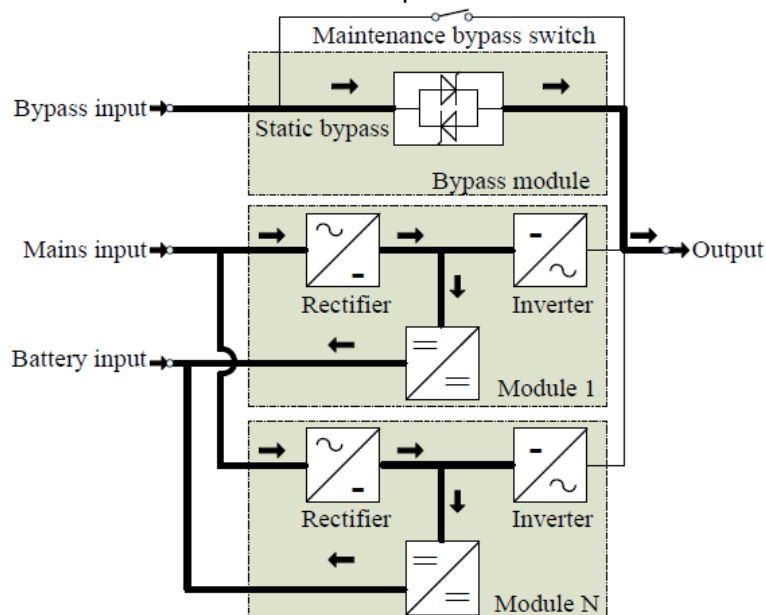 Maintenance bypass switch
Bypass input
Static bypass
Bypass module
Mains input
Rectifier
Inverter
Output
Battery input
Module 1
Rectifier
Inverter
Module N